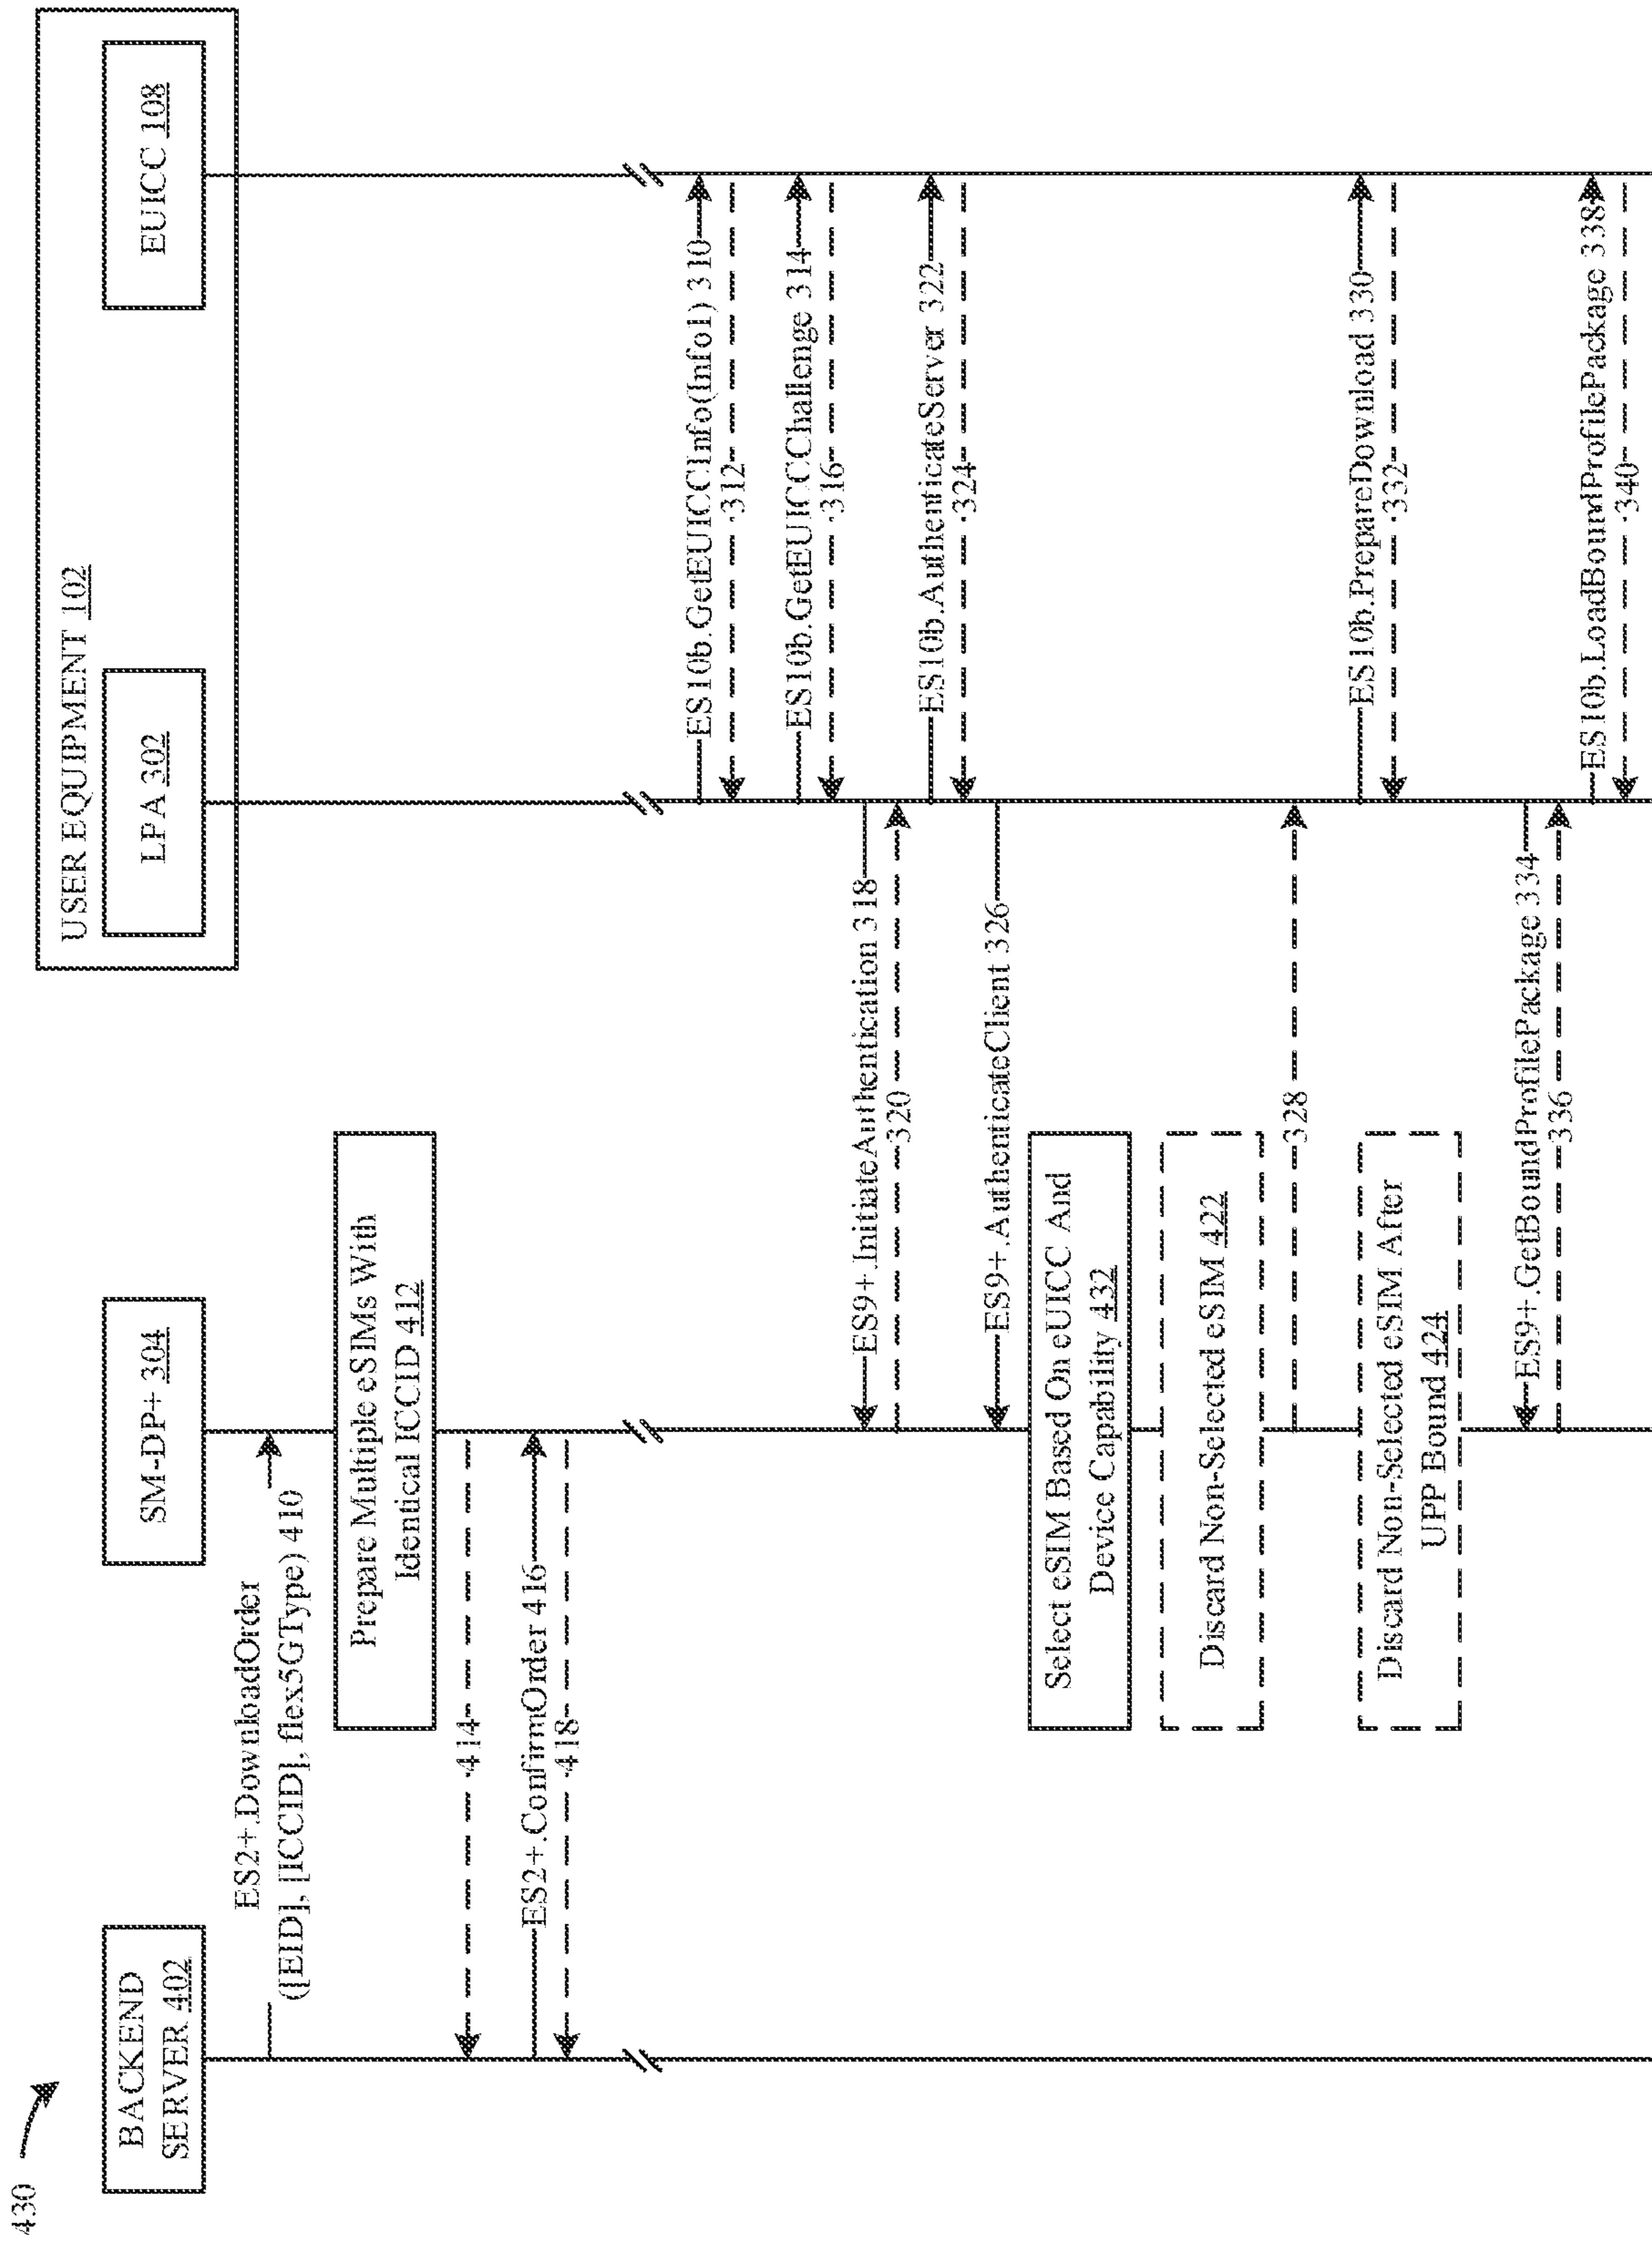 430
BACKEND
SERVER 402
SM-DP+ 304
USER EQUIPMENT 102
LPA 302
EUICC 108
ES2+.DownloadOrder
([EID], [ICCID], flex5GType) 410
Prepare Multiple eSIMs With
Identical ICCID 412
414
ES2+.ConfirmOrder 416
418
ES10b.GetEUICCInfo(Info1) 310
312
ES10b.GetEUICCChallenge 314
316
ES9+.InitiateAuthentication 318
320
ES10b.AuthenticateServer 322
324
ES9+.AuthenticateClient 326
Select eSIM Based On eUICC And
Device Capability 432
Discard Non-Selected eSIM 422
328
ES10b.PrepareDownload 330
332
Discard Non-Selected eSIM After
UPP Bound 424
ES9+.GetBoundProfilePackage 334
336
ES10b.LoadBoundProfilePackage 338
340